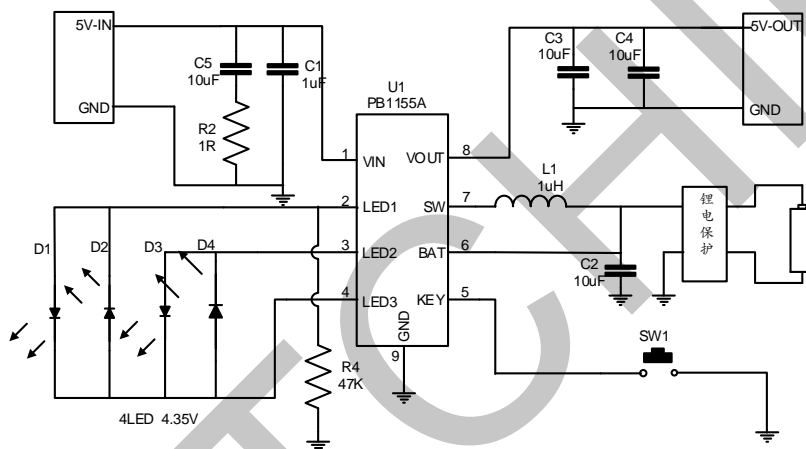 5V-IN
GND
C5
10uF
C1
1uF
R2
1R
U1
PB1155A
C3
10uF
C4
10uF
5V-OUT
GND
1
VIN
VOUT
8
2
LED1
SW
7
L1
1uH
3
LED2
BAT
6
4
LED3
KEY
5
GND
9
C2
10uF
锂电保护
D1
D2
D3
D4
R4
47K
4LED 4.35V
SW1
TCHI